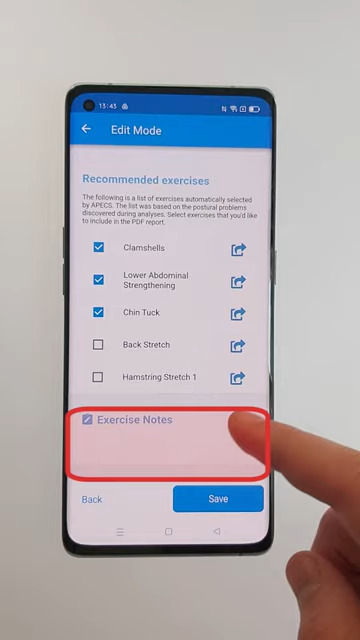 13:43
Edit Mode
Recommended exercises
The following is a list of exercises automatically selected
by APECS. The list was based on the postural problems
discovered during analyses. Select exercises that you'd like
to include in the PDF report.
Clamshells
Lower Abdominal
Strengthening
Chin Tuck
Back Stretch
Hamstring Stretch 1
Exercise Notes
Back
Save